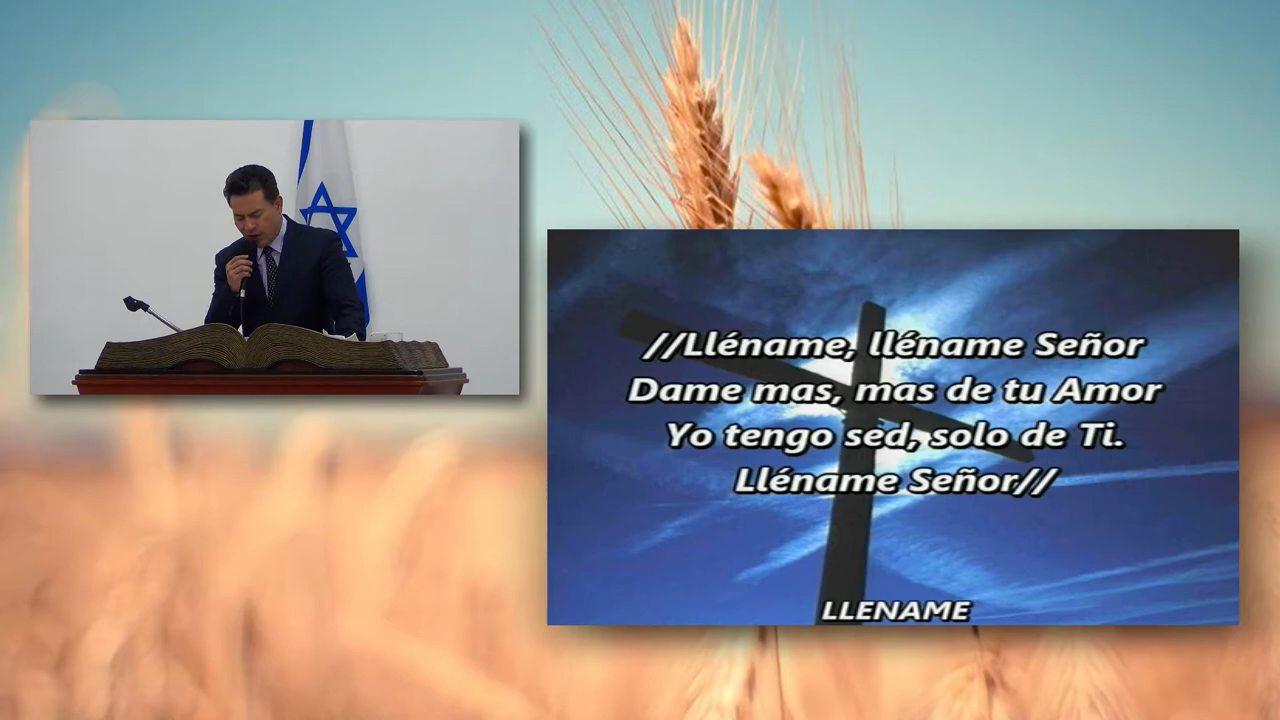 //Lléname, lléname Señor
Dame mas, mas de tu Amor
Yo tengo sed, solo de Ti.
Lléname Señor//
LLENAME